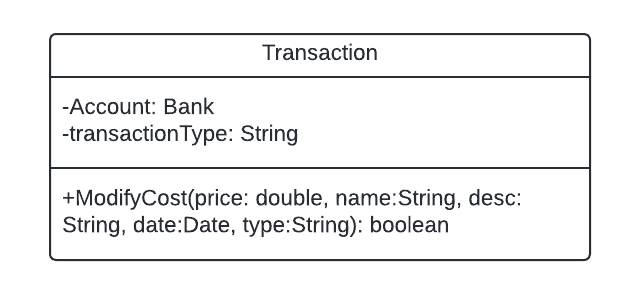 Transaction
-Account: Bank
-transactionType: String
+ModifyCost(price: double, name:String, desc:
String, date:Date, type:String): boolean